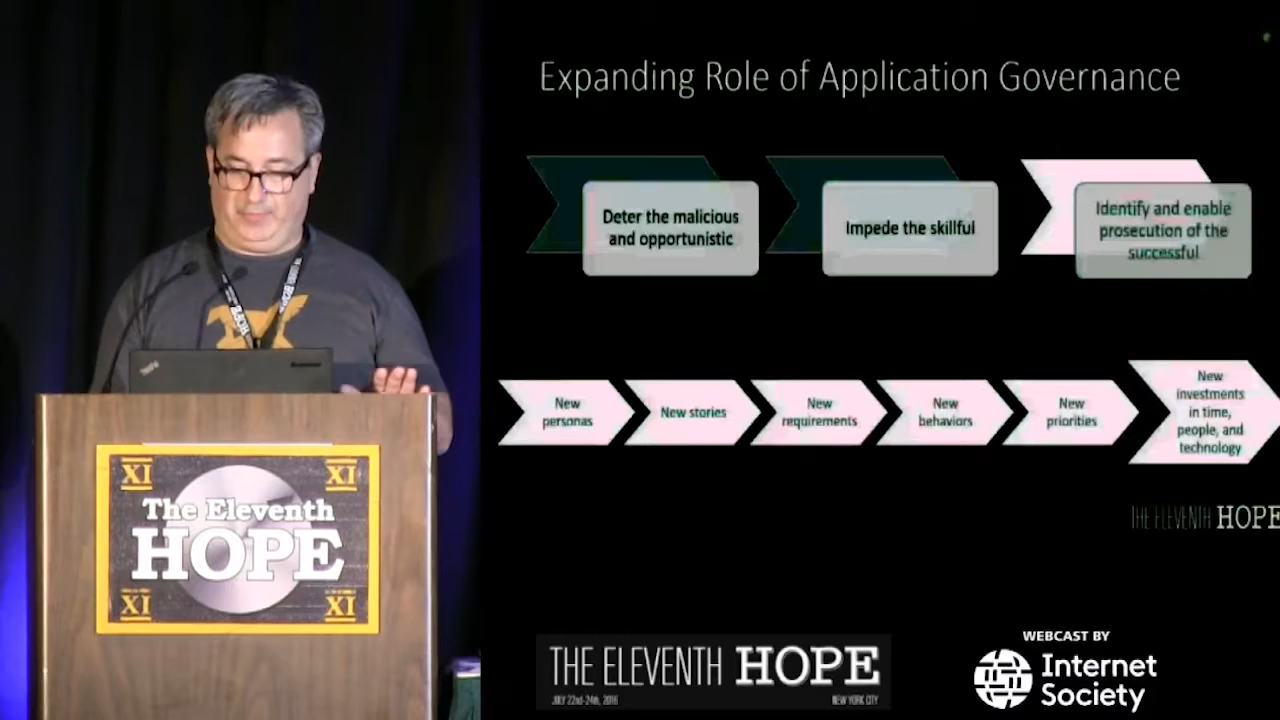 Expanding Role of Application Governance
Deter the malicious
and opportunistic
Impede the skillful
Identify and enable
prosecution of the
successful
New
personas
New stories
New
requirements
New
behaviors
New
priorities
New
investments
in time,
people, and
technology
THE ELEVENTH HOPE
XI XI
The Eleventh
HOPE
XI XI
HOPE
HOPE
ThinkPad
THE ELEVENTH HOPE
JULY 22nd-24th, 2016 NEW YORK CITY
WEBCAST BY
Internet
Society